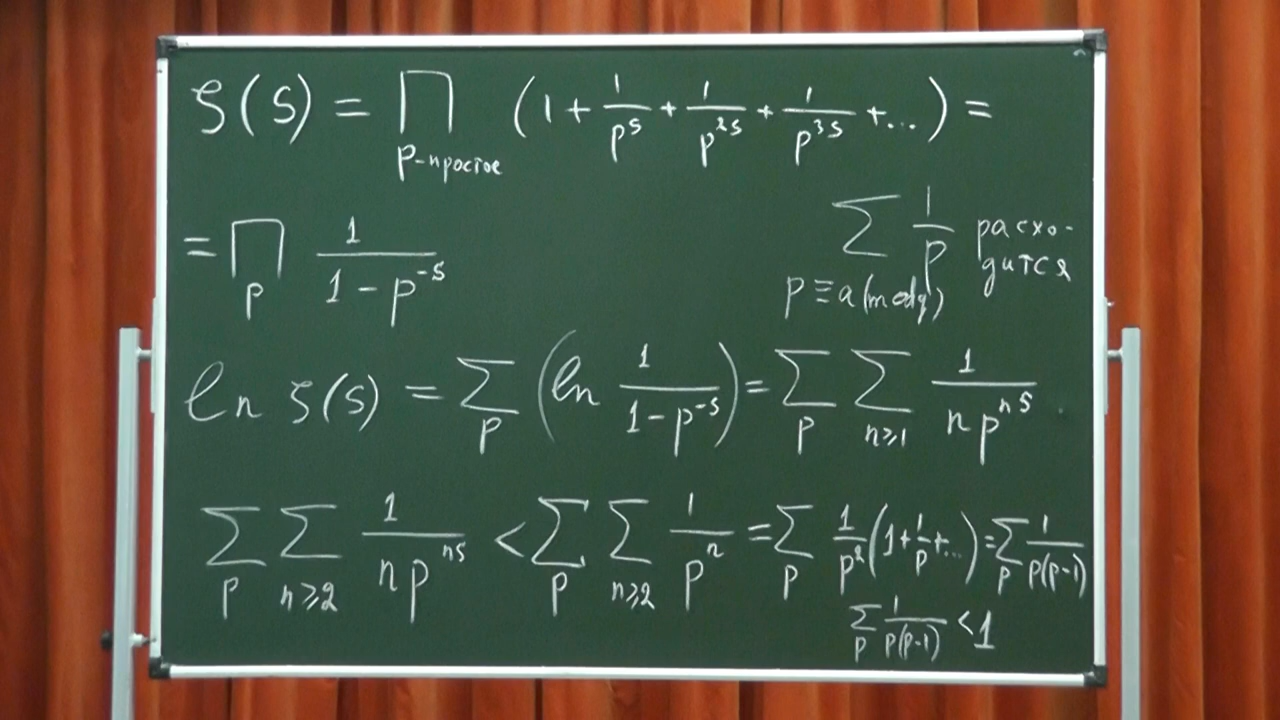 ζ(s) = ∏ (1 + 1/p^s + 1/p^{2s} + 1/p^{3s} + ...) =
p-простое
= ∏_p 1/(1 - p^{-s})
∑_{p ≡ a (mod q)} 1/p расхо-
дится
ln ζ(s) = ∑_p (ln 1/(1-p^{-s})) = ∑_p ∑_{n≥1} 1/(n p^{ns})
∑_p ∑_{n≥2} 1/(n p^{ns}) < ∑_p ∑_{n≥2} 1/p^n = ∑_p 1/p^2 (1 + 1/p + ...) = ∑_p 1/(p(p-1))
∑_p 1/(p(p-1)) < 1